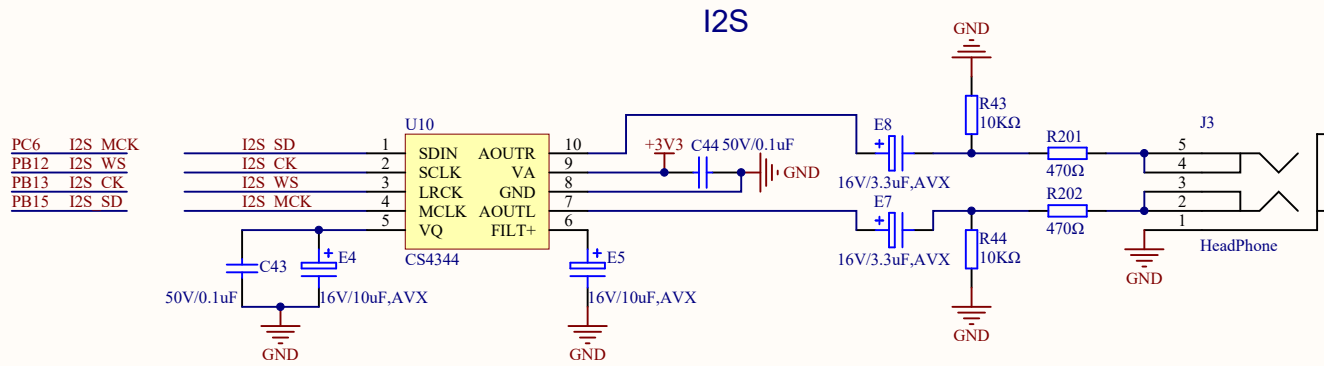 I2S
GND
R43
10KΩ
U10
E8
R201
J3
PC6 I2S_MCK
I2S_SD
1 SDIN AOUTR 10
+3V3
C44 50V/0.1uF
470Ω
5
PB12 I2S_WS
I2S_CK
2 SCLK VA 9
GND
16V/3.3uF,AVX
4
PB13 I2S_CK
I2S_WS
3 LRCK GND 8
E7
R202
3
PB15 I2S_SD
I2S_MCK
4 MCLK AOUTL 7
470Ω
2
5 VQ FILT+ 6
R44
1
CS4344
16V/3.3uF,AVX
10KΩ
HeadPhone
GND
C43
E4
E5
50V/0.1uF
16V/10uF,AVX
16V/10uF,AVX
GND
GND
GND